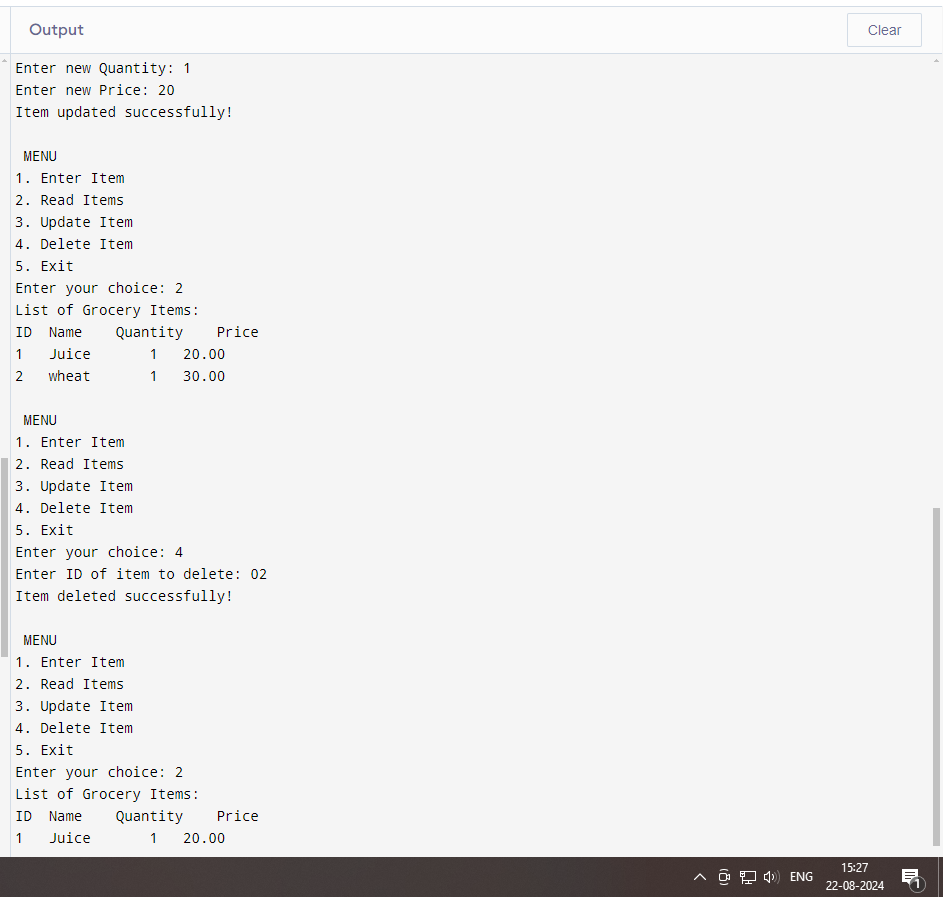 Output
Clear
Enter new Quantity: 1
Enter new Price: 20
Item updated successfully!
MENU
1. Enter Item
2. Read Items
3. Update Item
4. Delete Item
5. Exit
Enter your choice: 2
List of Grocery Items:
ID  Name    Quantity    Price
1   Juice       1   20.00
2   wheat       1   30.00
MENU
1. Enter Item
2. Read Items
3. Update Item
4. Delete Item
5. Exit
Enter your choice: 4
Enter ID of item to delete: 02
Item deleted successfully!
MENU
1. Enter Item
2. Read Items
3. Update Item
4. Delete Item
5. Exit
Enter your choice: 2
List of Grocery Items:
ID  Name    Quantity    Price
1   Juice       1   20.00
ENG
15:27
22-08-2024
1